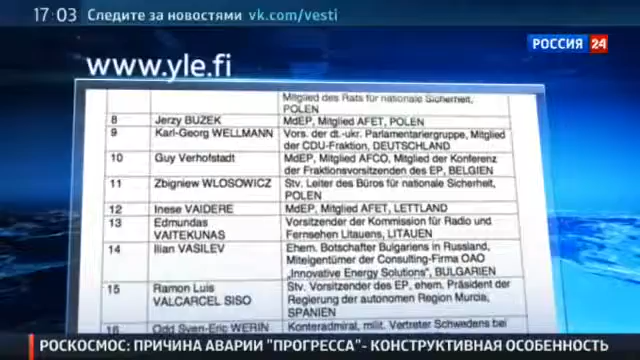 17:03 Следите за новостями vk.com/vesti
РОССИЯ 24
www.yle.fi
Mitglied des Rats für nationale Sicherheit,
POLEN
8 Jerzy BUZEK MdEP, Mitglied AFET, POLEN
9 Karl-Georg WELLMANN Vors. der dt.-ukr. Parlamentariergruppe, Mitglied
der CDU-Fraktion, DEUTSCHLAND
10 Guy Verhofstadt MdEP, Mitglied AFCO, Mitglied der Konferenz
der Fraktionsvorsitzenden des EP, BELGIEN
11 Zbigniew WLOSOWICZ Stv. Leiter des Büros für nationale Sicherheit,
POLEN
12 Inese VAIDERE MdEP, Mitglied AFET, LETTLAND
13 Edmundas Vorsitzender der Kommission für Radio und
VAITEKUNAS Fernsehen Litauens, LITAUEN
14 Ilian VASILEV Ehem. Botschafter Bulgariens in Russland,
Miteigentümer der Consulting-Firma OAO
„Innovative Energy Solutions", BULGARIEN
15 Ramon Luis Stv. Vorsitzender des EP, ehem. Präsident der
VALCARCEL SISO Regierung der autonomen Region Murcia,
SPANIEN
16 Odd Sven-Eric WERIN Konteradmiral, milit. Vertreter Schwedens bei
РОСКОСМОС: ПРИЧИНА АВАРИИ "ПРОГРЕССА"- КОНСТРУКТИВНАЯ ОСОБЕННОСТЬ